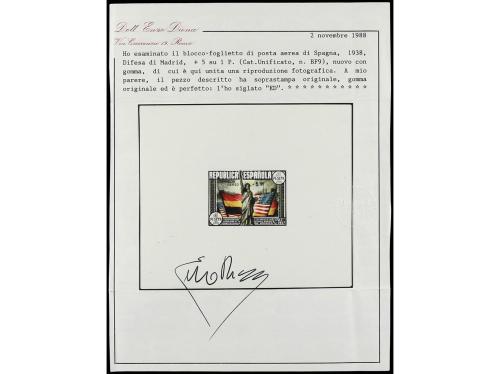 Dott. Enzo Diena
Via Crescenzio 19, Roma
2 novembre 1988
Ho esaminato il blocco-foglietto di posta aerea di Spagna, 1938,
Difesa di Madrid, + 5 su 1 P. (Cat.Unificato, n. BF9), nuovo con
gomma, di cui è qui unita una riproduzione fotografica. A mio
parere, il pezzo descritto ha soprastampa originale, gomma
originale ed è perfetto: l'ho siglato "ED". * * * * * * * * * * *
REPUBLICA ESPAÑOLA